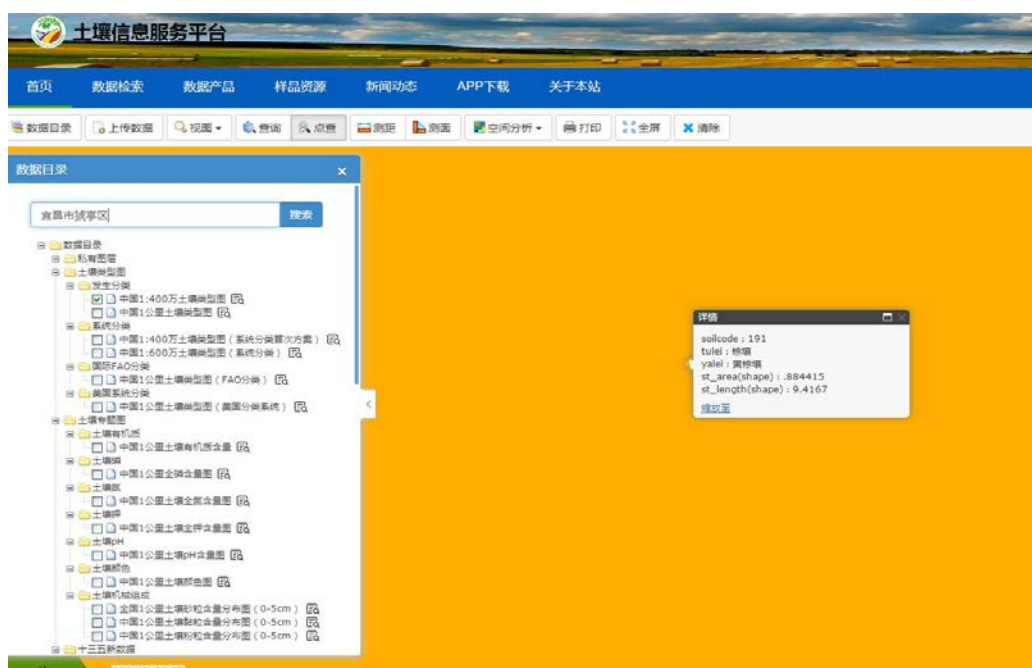 土壤信息服务平台
首页 数据检索 数据产品 样品资源 新闻动态 APP下载 关于本站
数据目录 上传数据 视图 查询 点查 测距 测面 空间分析 打印 全屏 清除
数据目录 ×
宜昌市猇亭区 搜索
数据目录
私有图层
土壤类型图
发生分类
中国1:400万土壤类型图
中国1公里土壤类型图
系统分类
中国1:400万土壤类型图（系统分类首次方案）
中国1:600万土壤类型图（系统分类）
国际FAO分类
中国1公里土壤类型图（FAO分类）
美国系统分类
中国1公里土壤类型图（美国分类系统）
土壤专题图
土壤有机质
中国1公里土壤有机质含量图
土壤磷
中国1公里全磷含量图
土壤氮
中国1公里土壤全氮含量图
土壤钾
中国1公里土壤全钾含量图
土壤pH
中国1公里土壤pH含量图
土壤颜色
中国1公里土壤颜色图
土壤机械组成
全国1公里土壤砂粒含量分布图（0-5cm）
中国1公里土壤黏粒含量分布图（0-5cm）
中国1公里土壤粉粒含量分布图（0-5cm）
十三五新数据
详情
soilcode : 191
tulei : 棕壤
yalei : 黄棕壤
st_area(shape) : .884415
st_length(shape) : 9.4167
缩放至